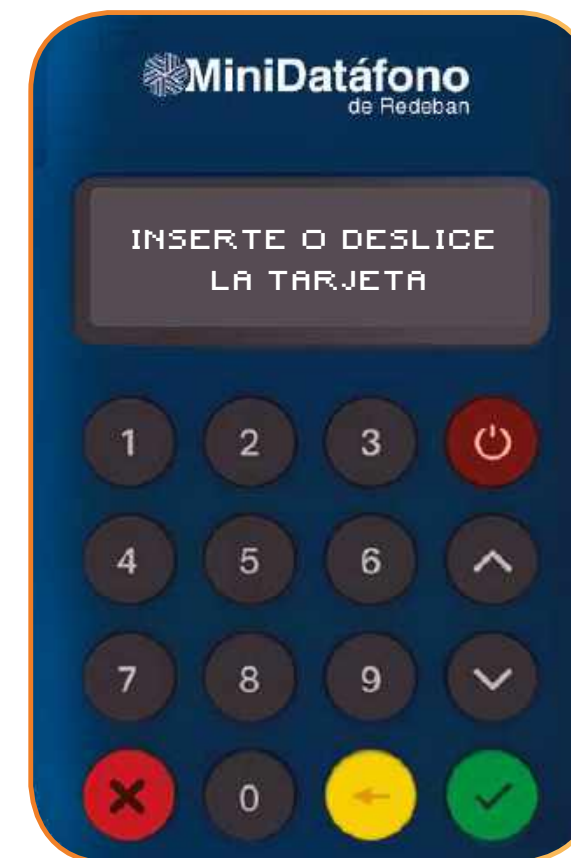 MiniDatáfono
de Redeban
INSERTE O DESLICE
LA TARJETA
1 2 3
4 5 6
7 8 9
0